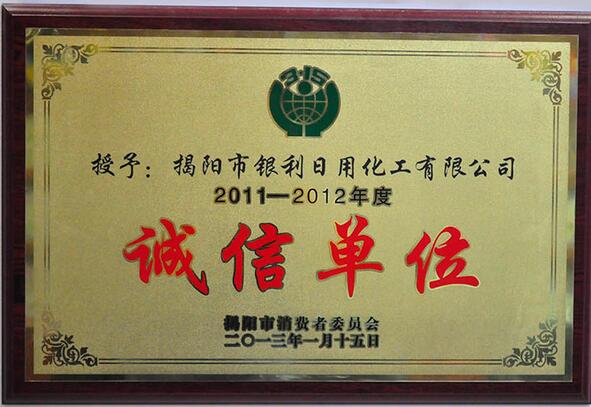 3·15
授予：揭阳市银利日用化工有限公司
2011—2012年度
诚信单位
揭阳市消费者委员会
二〇一三年一月十五日